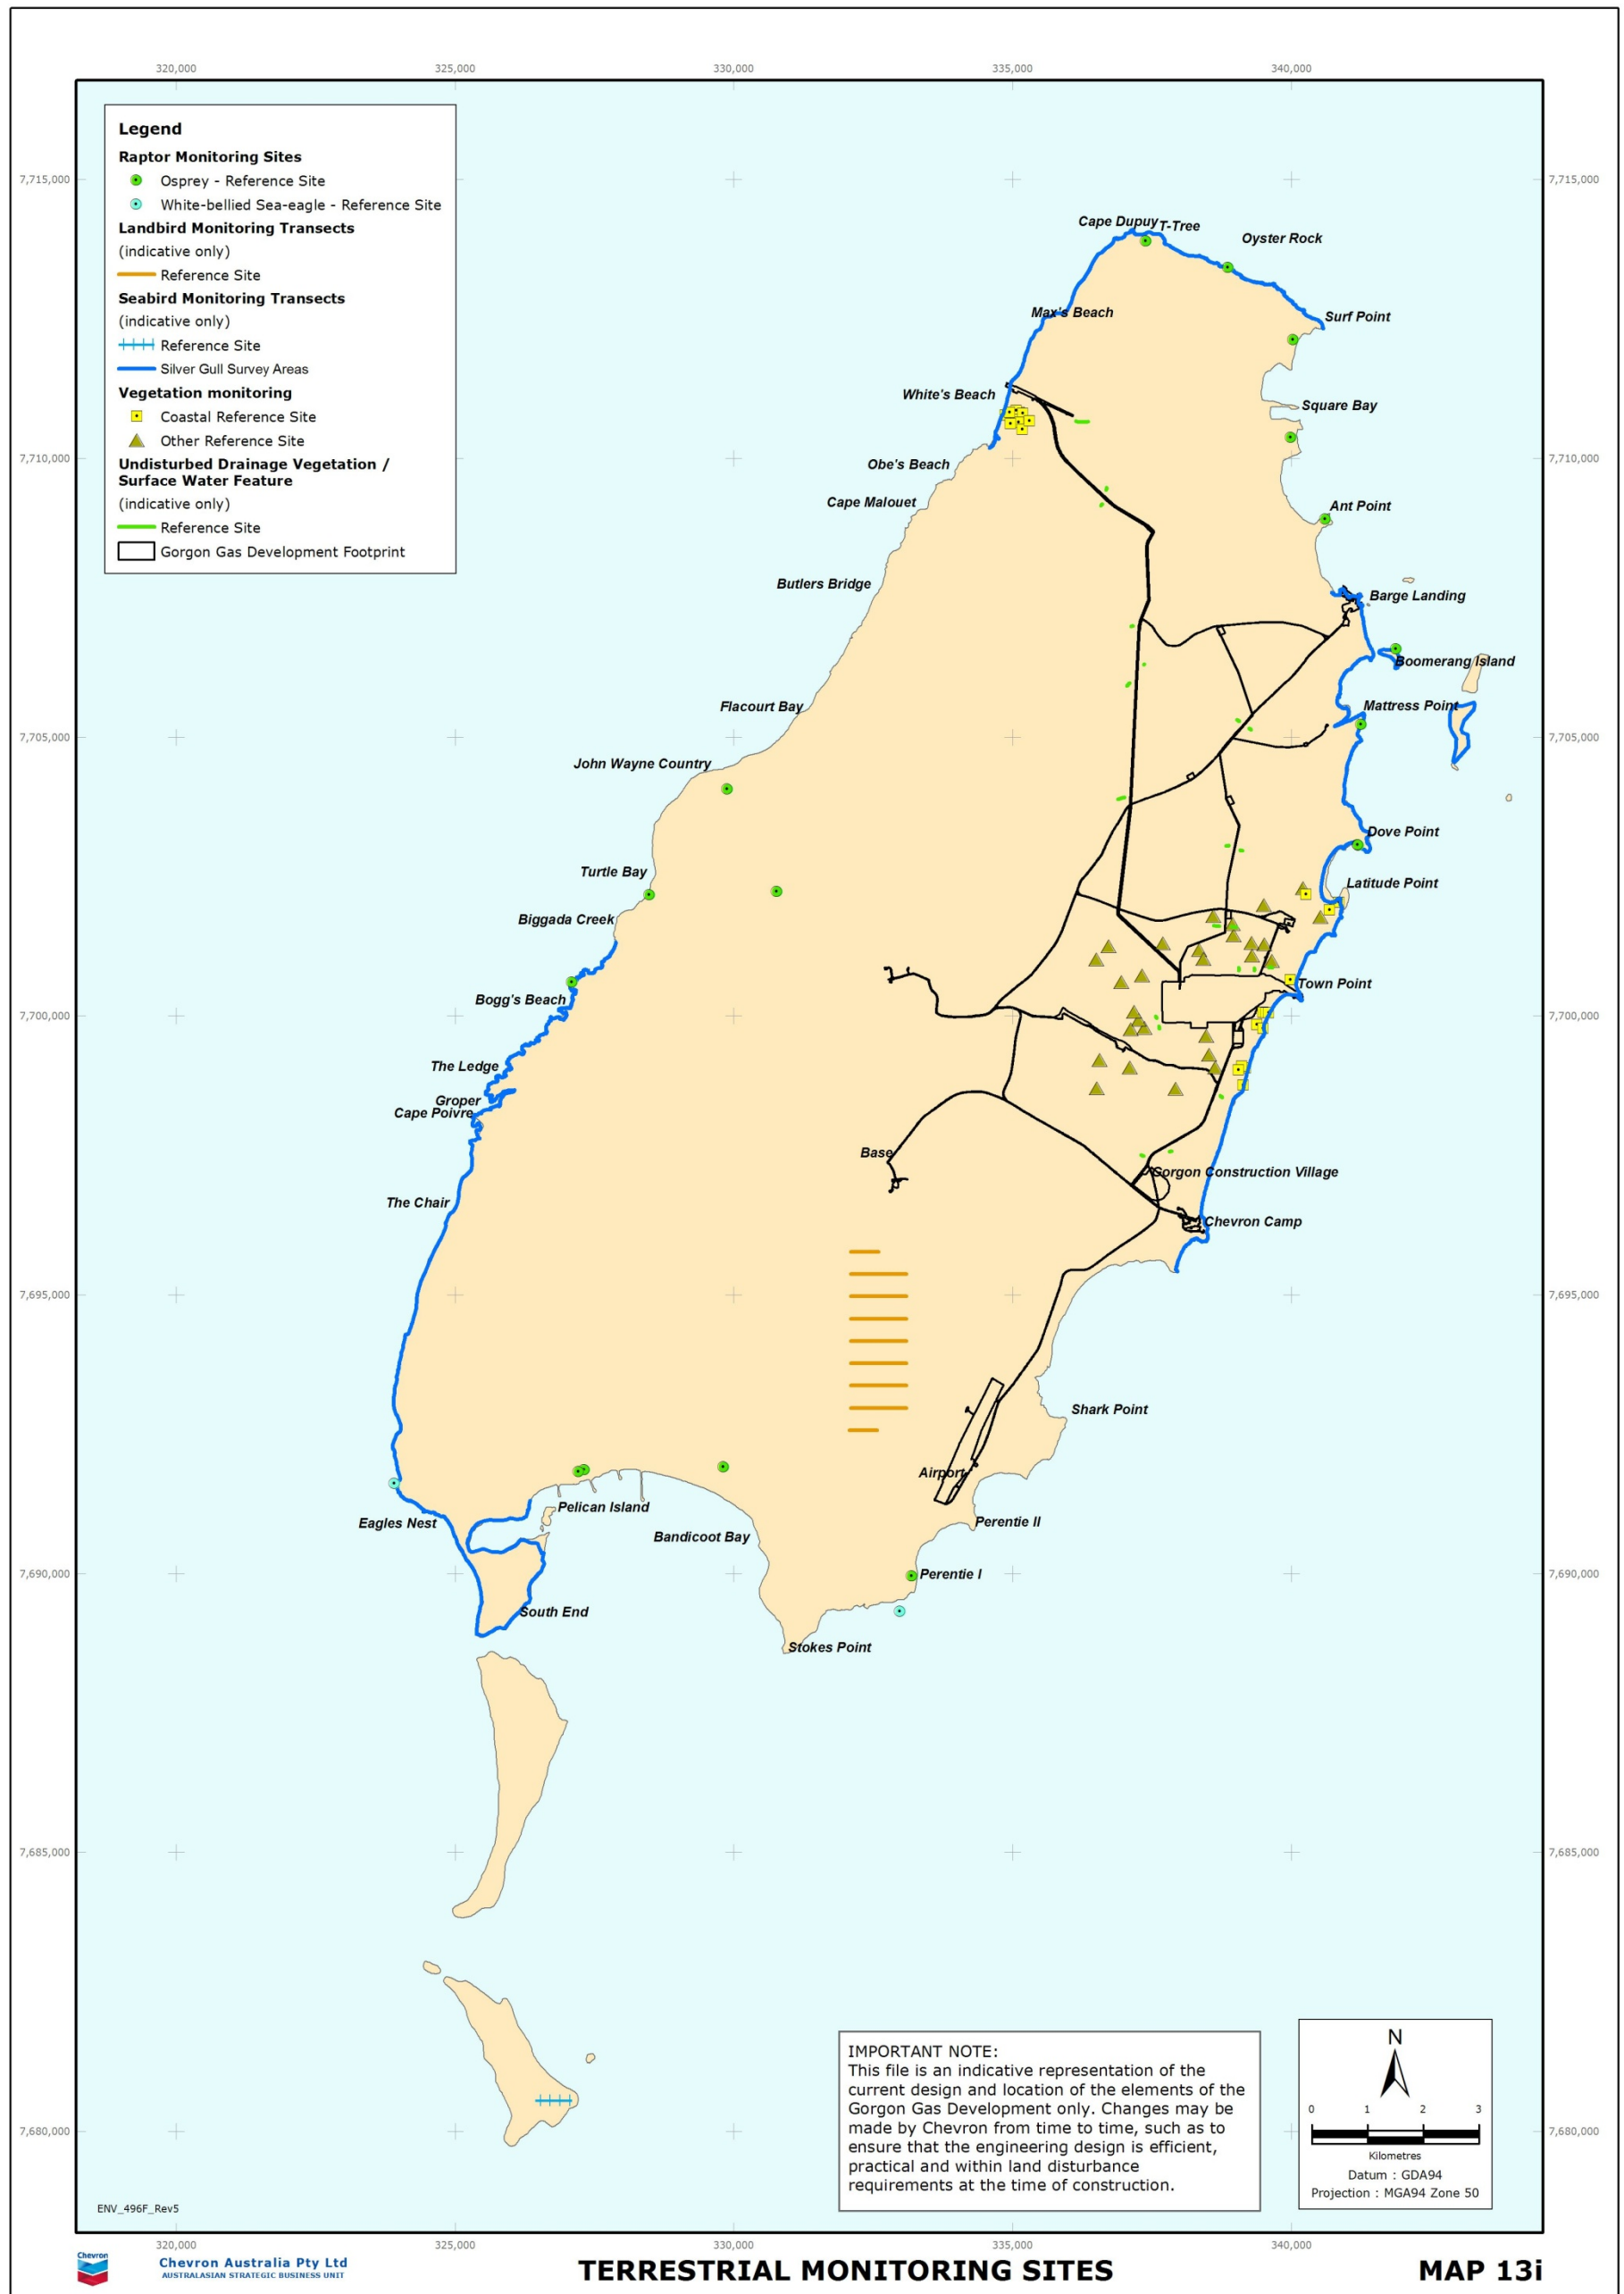 320,000 325,000 330,000 335,000 340,000
7,715,000 7,715,000
Legend
Raptor Monitoring Sites
Osprey - Reference Site
White-bellied Sea-eagle - Reference Site
Landbird Monitoring Transects
(indicative only)
Reference Site
Seabird Monitoring Transects
(indicative only)
Reference Site
Silver Gull Survey Areas
Vegetation monitoring
Coastal Reference Site
Other Reference Site
Undisturbed Drainage Vegetation /
Surface Water Feature
(indicative only)
Reference Site
Gorgon Gas Development Footprint
Cape Dupuy T-Tree
Oyster Rock
Max's Beach
Surf Point
White's Beach
Square Bay
7,710,000 7,710,000
Obe's Beach
Cape Malouet
Ant Point
Butlers Bridge
Barge Landing
Boomerang Island
Flacourt Bay
Mattress Point
7,705,000 7,705,000
John Wayne Country
Dove Point
Turtle Bay
Latitude Point
Biggada Creek
Town Point
Bogg's Beach
7,700,000 7,700,000
The Ledge
Groper
Cape Poivre
Base
Gorgon Construction Village
The Chair
Chevron Camp
7,695,000 7,695,000
Shark Point
Airport
Pelican Island
Eagles Nest
Perentie II
Bandicoot Bay
7,690,000 7,690,000
Perentie I
South End
Stokes Point
7,685,000 7,685,000
IMPORTANT NOTE:
This file is an indicative representation of the
current design and location of the elements of the
Gorgon Gas Development only. Changes may be
made by Chevron from time to time, such as to
ensure that the engineering design is efficient,
practical and within land disturbance
requirements at the time of construction.
N
0 1 2 3
Kilometres
Datum : GDA94
Projection : MGA94 Zone 50
7,680,000 7,680,000
ENV_496F_Rev5
320,000 325,000 330,000 335,000 340,000
Chevron
Chevron Australia Pty Ltd
AUSTRALASIAN STRATEGIC BUSINESS UNIT
TERRESTRIAL MONITORING SITES
MAP 13i